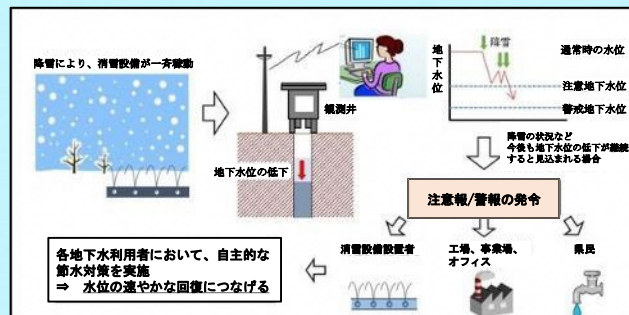 降雪により、消雪設備が一斉稼動
観測井
地下水位の低下
地下水位
降雪
通常時の水位
注意地下水位
警戒地下水位
降雪の状況など
今後も地下水位の低下が継続
すると見込まれる場合
注意報/警報の発令
消雪設備設置者
工場、事業場、
オフィス
県民
各地下水利用者において、自主的な
節水対策を実施
⇒ 水位の速やかな回復につなげる